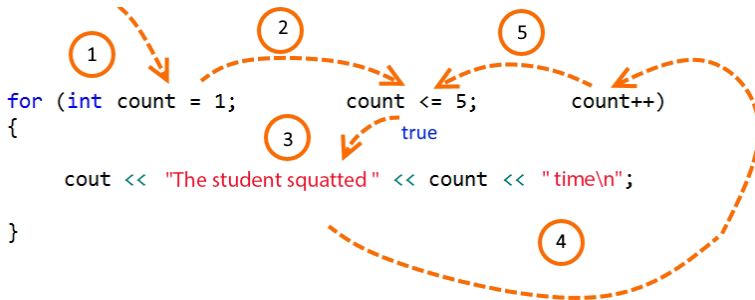 1 2 5
for (int count = 1; count <= 5; count++)
{ 3 true
cout << "The student squatted " << count << " time\n";
} 4